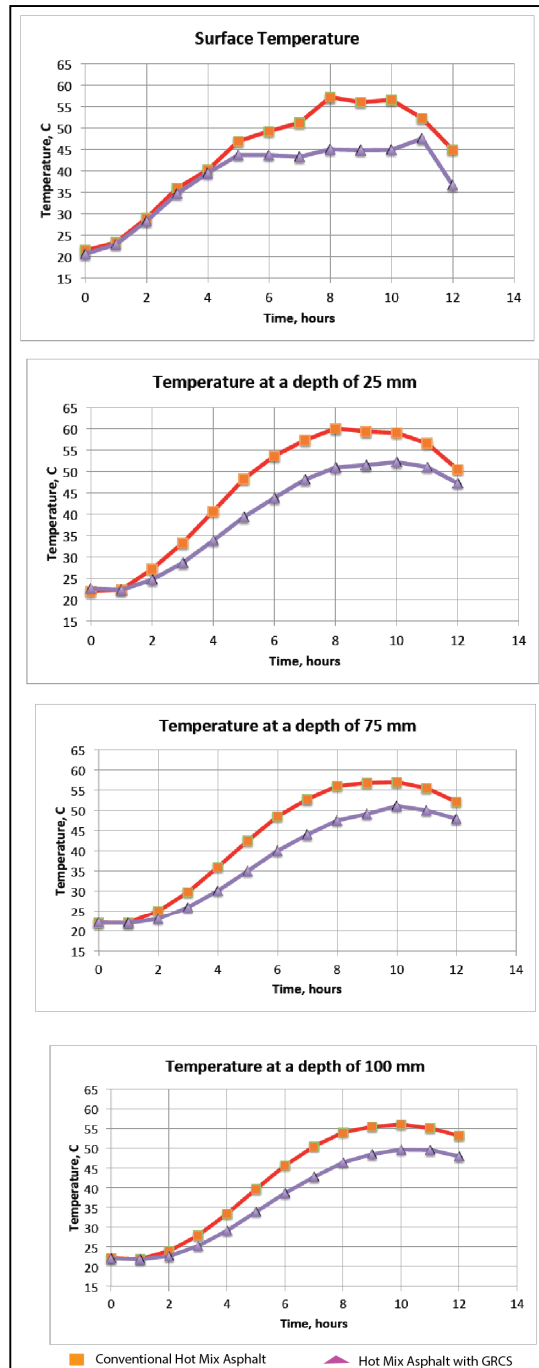 Surface Temperature
65
60
55
50
45
40
35
30
25
20
15
Temperature, C
0 2 4 6 8 10 12 14
Time, hours
Temperature at a depth of 25 mm
65
60
55
50
45
40
35
30
25
20
15
Temperature, C
0 2 4 6 8 10 12 14
Time, hours
Temperature at a depth of 75 mm
65
60
55
50
45
40
35
30
25
20
15
Temperature, C
0 2 4 6 8 10 12 14
Time, hours
Temperature at a depth of 100 mm
65
60
55
50
45
40
35
30
25
20
15
Temperature, C
0 2 4 6 8 10 12 14
Time, hours
Conventional Hot Mix Asphalt Hot Mix Asphalt with GRCS